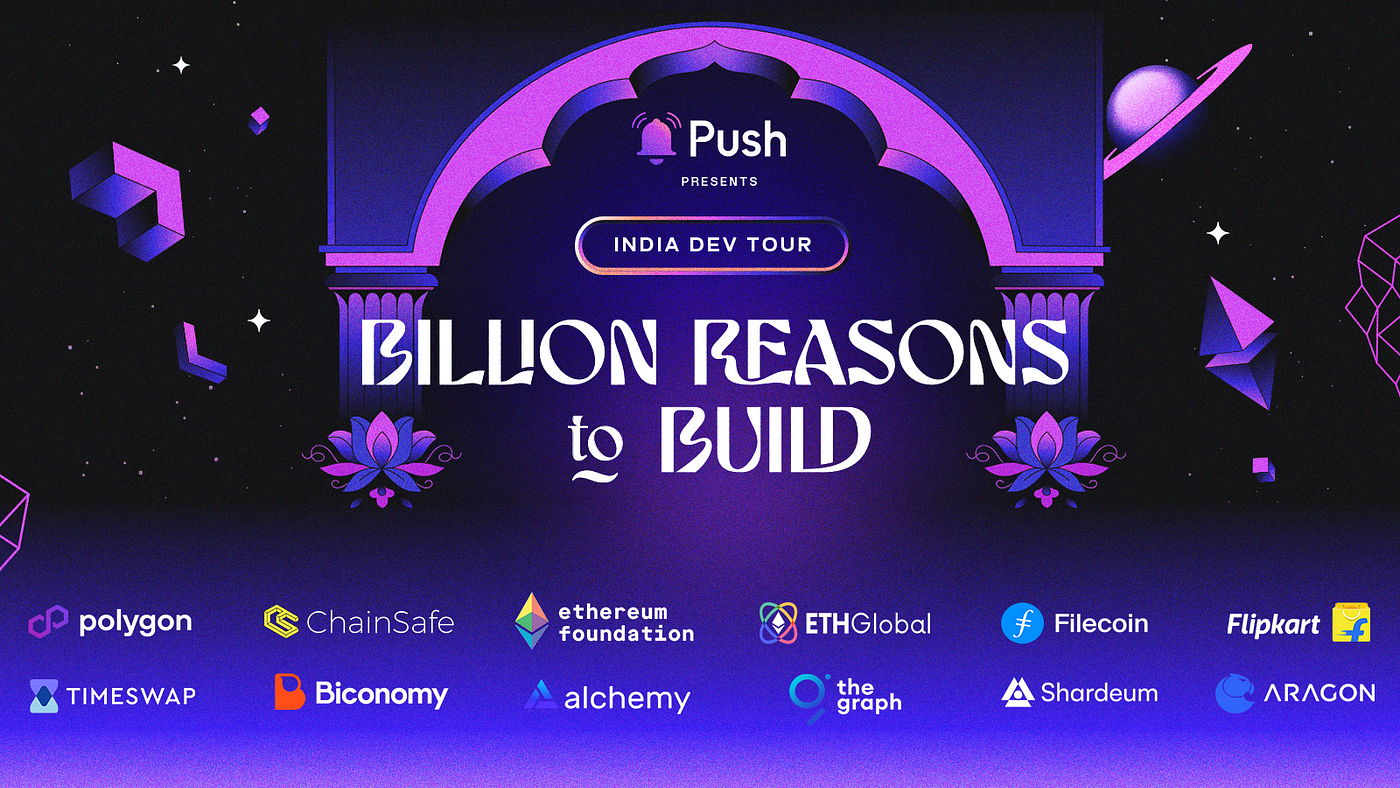 Push
PRESENTS
INDIA DEV TOUR
BILLION REASONS
to BUILD
polygon
ChainSafe
ethereum
foundation
ETHGlobal
Filecoin
Flipkart
TIMESWAP
Biconomy
alchemy
the
graph
Shardeum
ARAGON